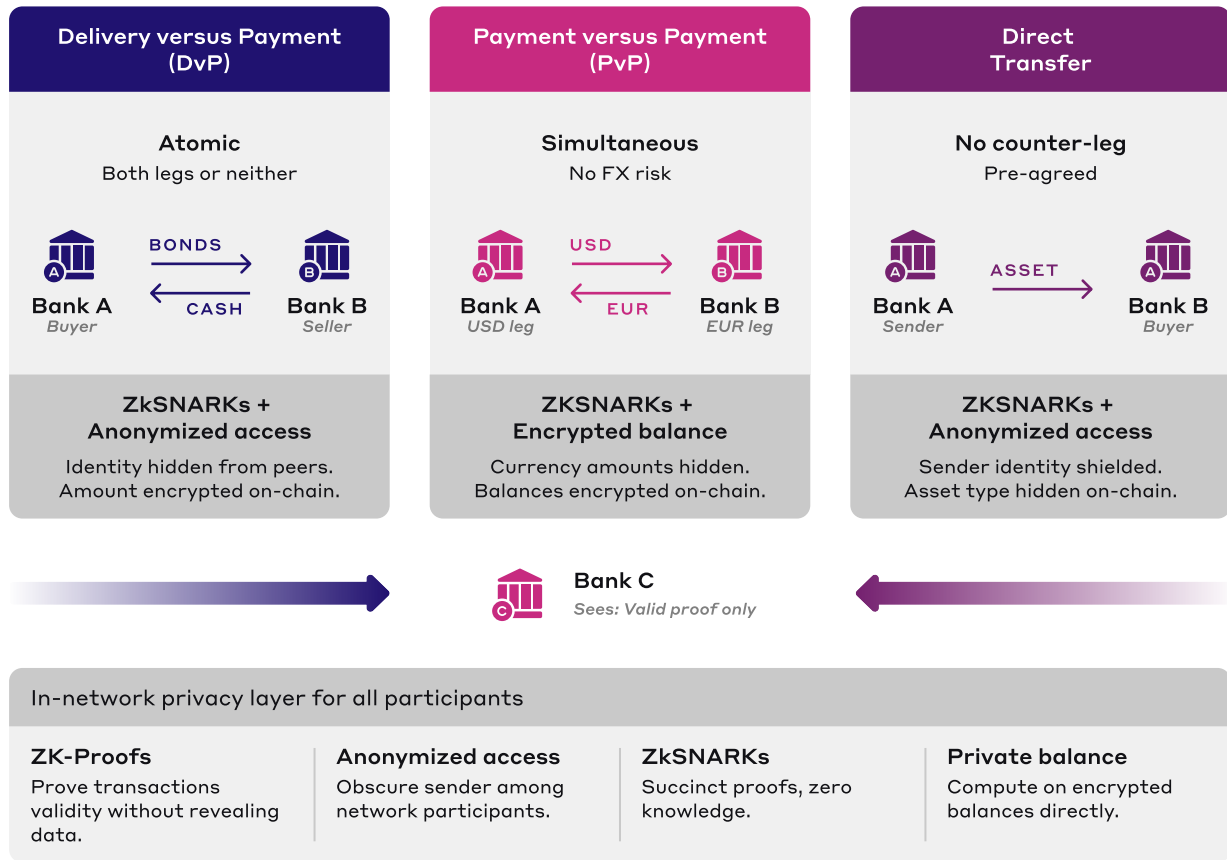 Delivery versus Payment
(DvP)
Atomic
Both legs or neither
BONDS
CASH
A
Bank A
Buyer
B
Bank B
Seller
ZkSNARKs +
Anonymized access
Identity hidden from peers.
Amount encrypted on-chain.
Payment versus Payment
(PvP)
Simultaneous
No FX risk
USD
EUR
A
Bank A
USD leg
B
Bank B
EUR leg
ZKSNARKs +
Encrypted balance
Currency amounts hidden.
Balances encrypted on-chain.
Direct
Transfer
No counter-leg
Pre-agreed
ASSET
A
Bank A
Sender
A
Bank B
Buyer
ZKSNARKs +
Anonymized access
Sender identity shielded.
Asset type hidden on-chain.
C
Bank C
Sees: Valid proof only
In-network privacy layer for all participants
ZK-Proofs
Prove transactions
validity without revealing
data.
Anonymized access
Obscure sender among
network participants.
ZkSNARKs
Succinct proofs, zero
knowledge.
Private balance
Compute on encrypted
balances directly.